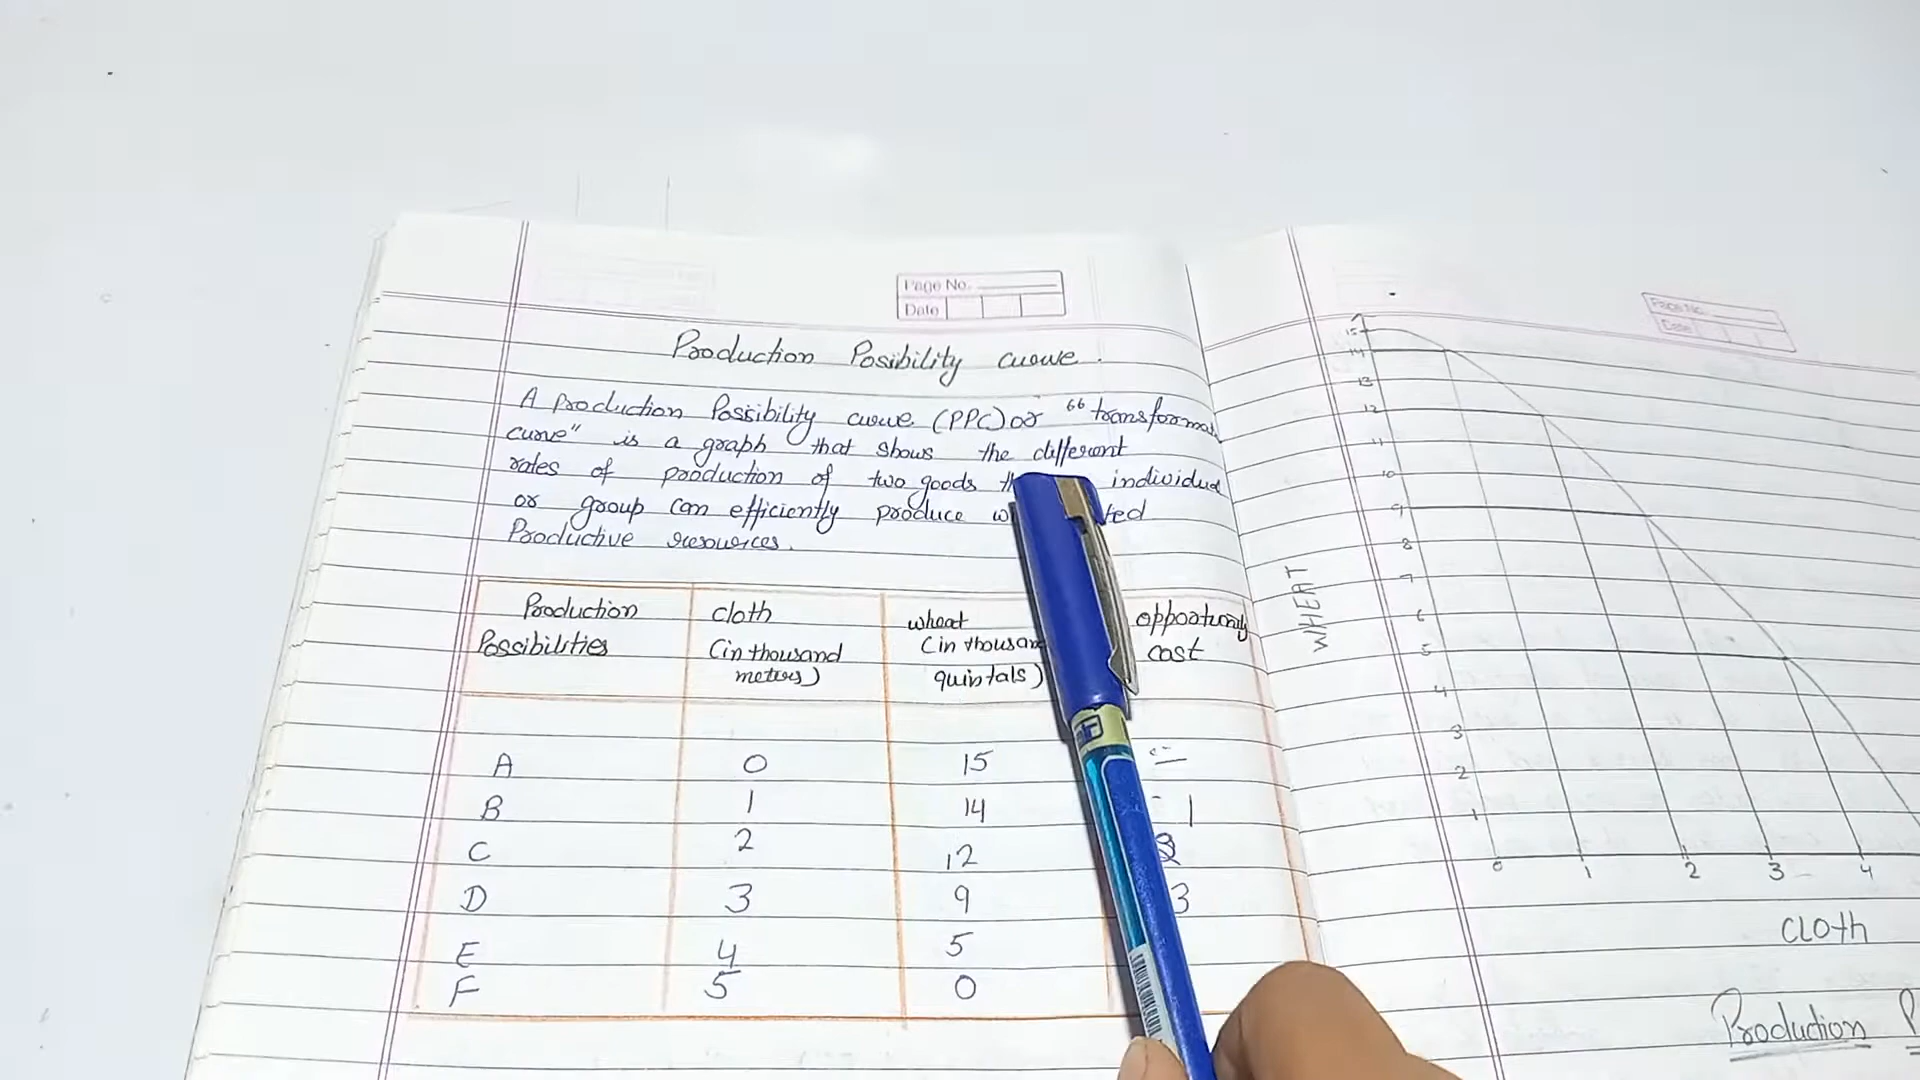 Page No.
Date
Production Posibility curve.
A production Possibility curve (PPC) or "transformat
curve" is a graph that shows the different
rates of production of two goods individual
or group can efficiently produce
Productive resources.
Production Possibilities
cloth (in thousand meters)
wheat (in thousand quintals)
opportunity cost
A 0 15 -
B 1 14 -1
C 2 12
D 3 9 3
E 4 5
F 5 0
Page No.
Date
15
14
13
12
11
10
9
8
7
6
5
4
3
2
1
WHEAT
0 1 2 3 4
CLOTH
Production